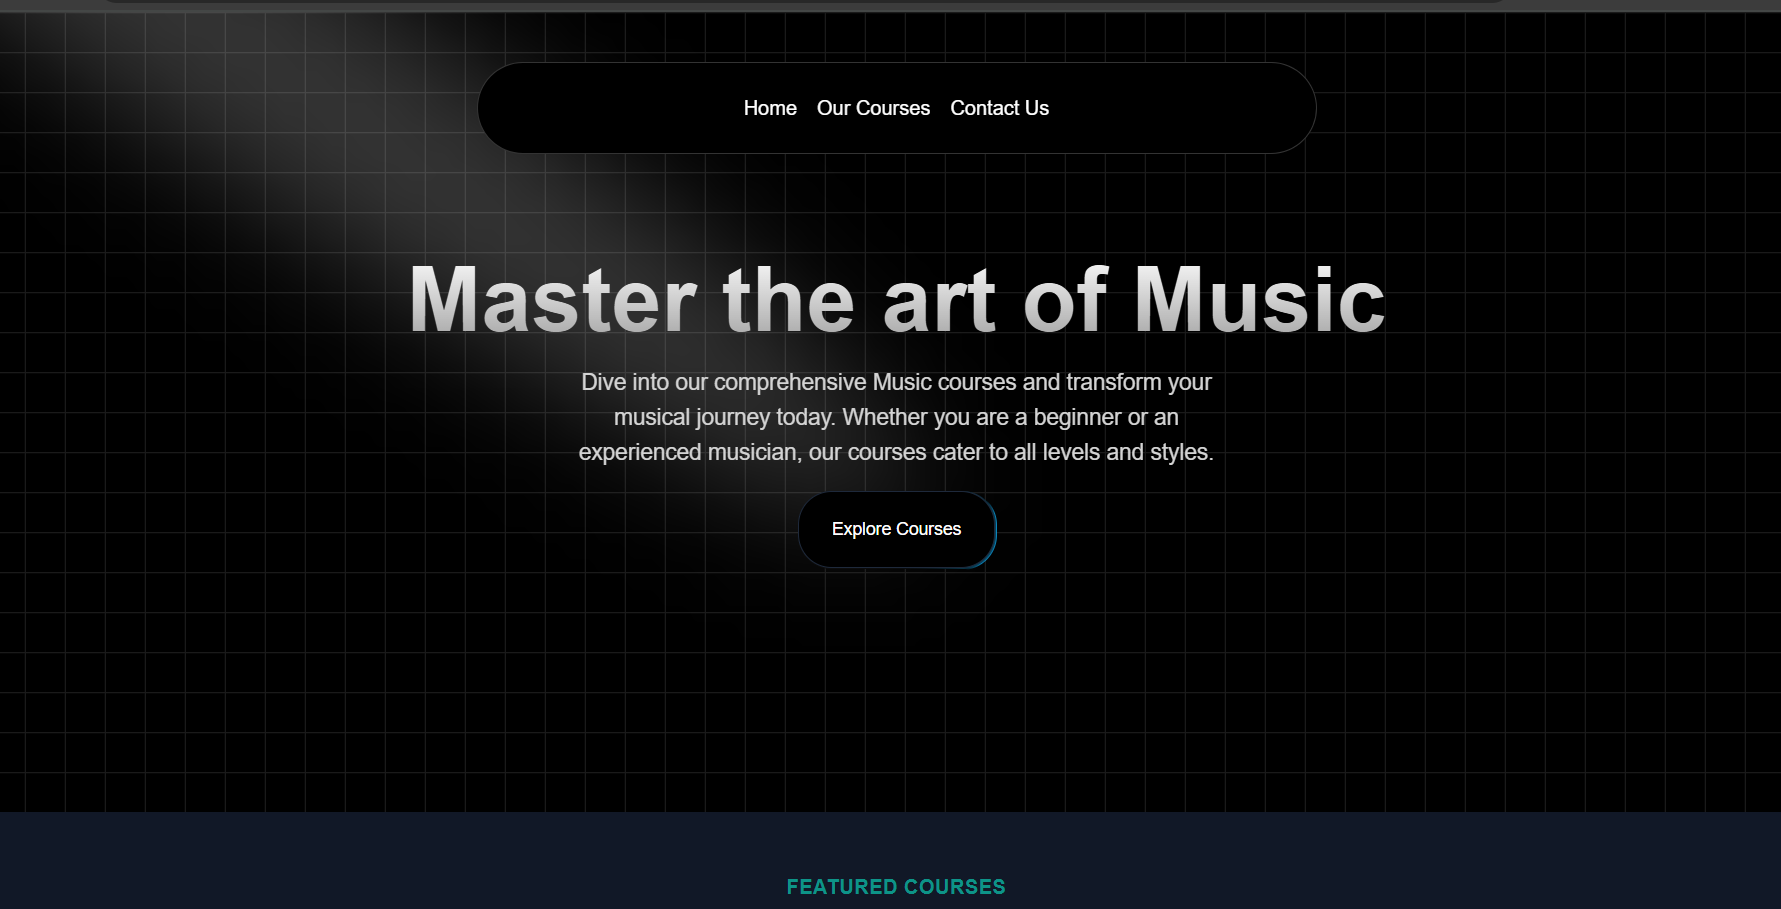 Home Our Courses Contact Us
Master the art of Music
Dive into our comprehensive Music courses and transform your
musical journey today. Whether you are a beginner or an
experienced musician, our courses cater to all levels and styles.
Explore Courses
FEATURED COURSES